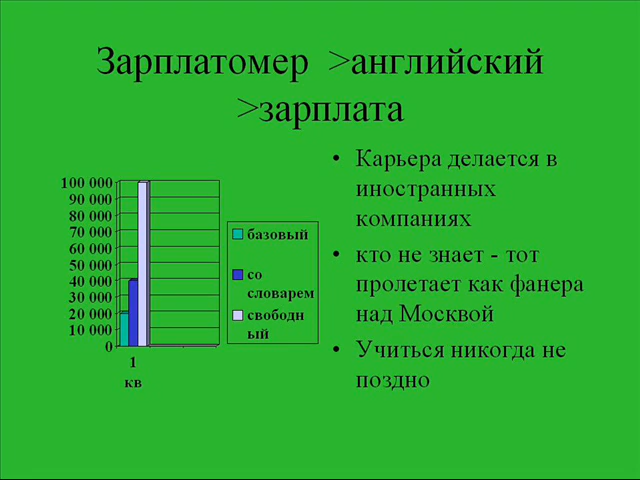 Зарплатомер >английский
>зарплата
100 000
90 000
80 000
70 000
60 000
50 000
40 000
30 000
20 000
10 000
0
1
кв
базовый
со
словарем
свободн
ый
• Карьера делается в
иностранных
компаниях
• кто не знает - тот
пролетает как фанера
над Москвой
• Учиться никогда не
поздно